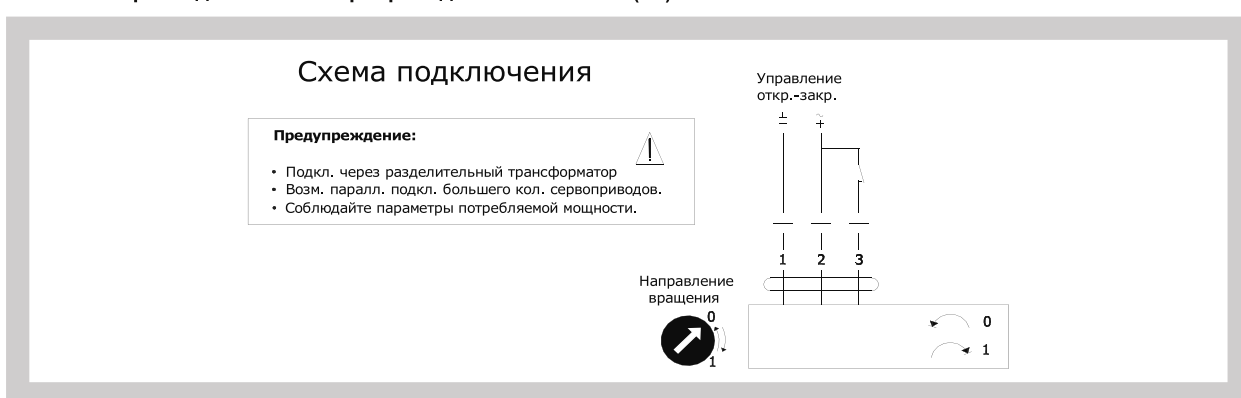 Схема подключения
Предупреждение:
• Подкл. через разделительный трансформатор
• Возм. паралл. подкл. большего кол. сервоприводов.
• Соблюдайте параметры потребляемой мощности.
Управление
откр.-закр.
1 2 3
Направление
вращения
0
1
0
1